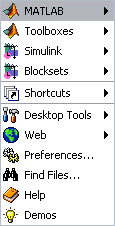 MATLAB
Toolboxes
Simulink
Blocksets
Shortcuts
Desktop Tools
Web
Preferences...
Find Files...
Help
Demos